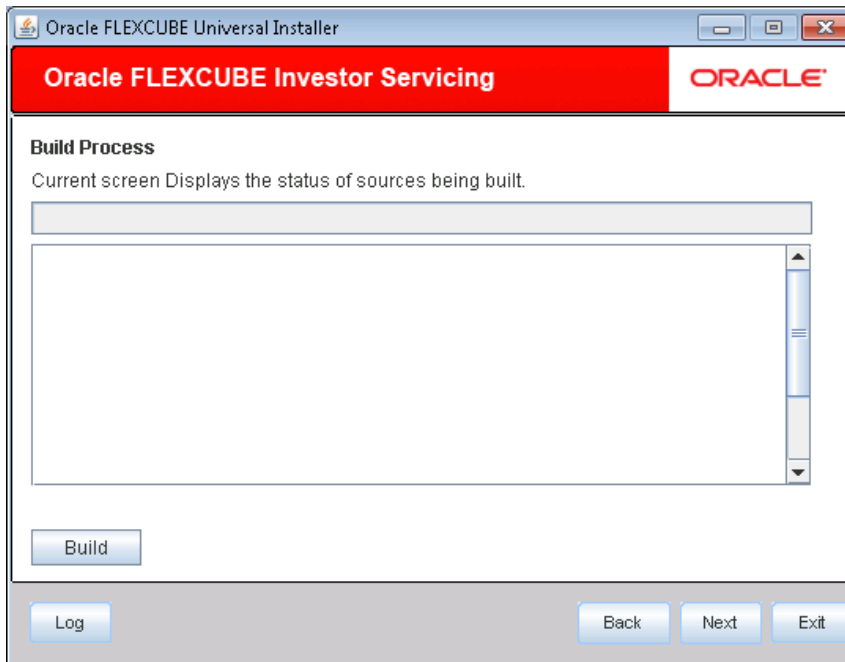 Oracle FLEXCUBE Universal Installer
Oracle FLEXCUBE Investor Servicing
ORACLE
Build Process
Current screen Displays the status of sources being built.
Build
Log
Back
Next
Exit